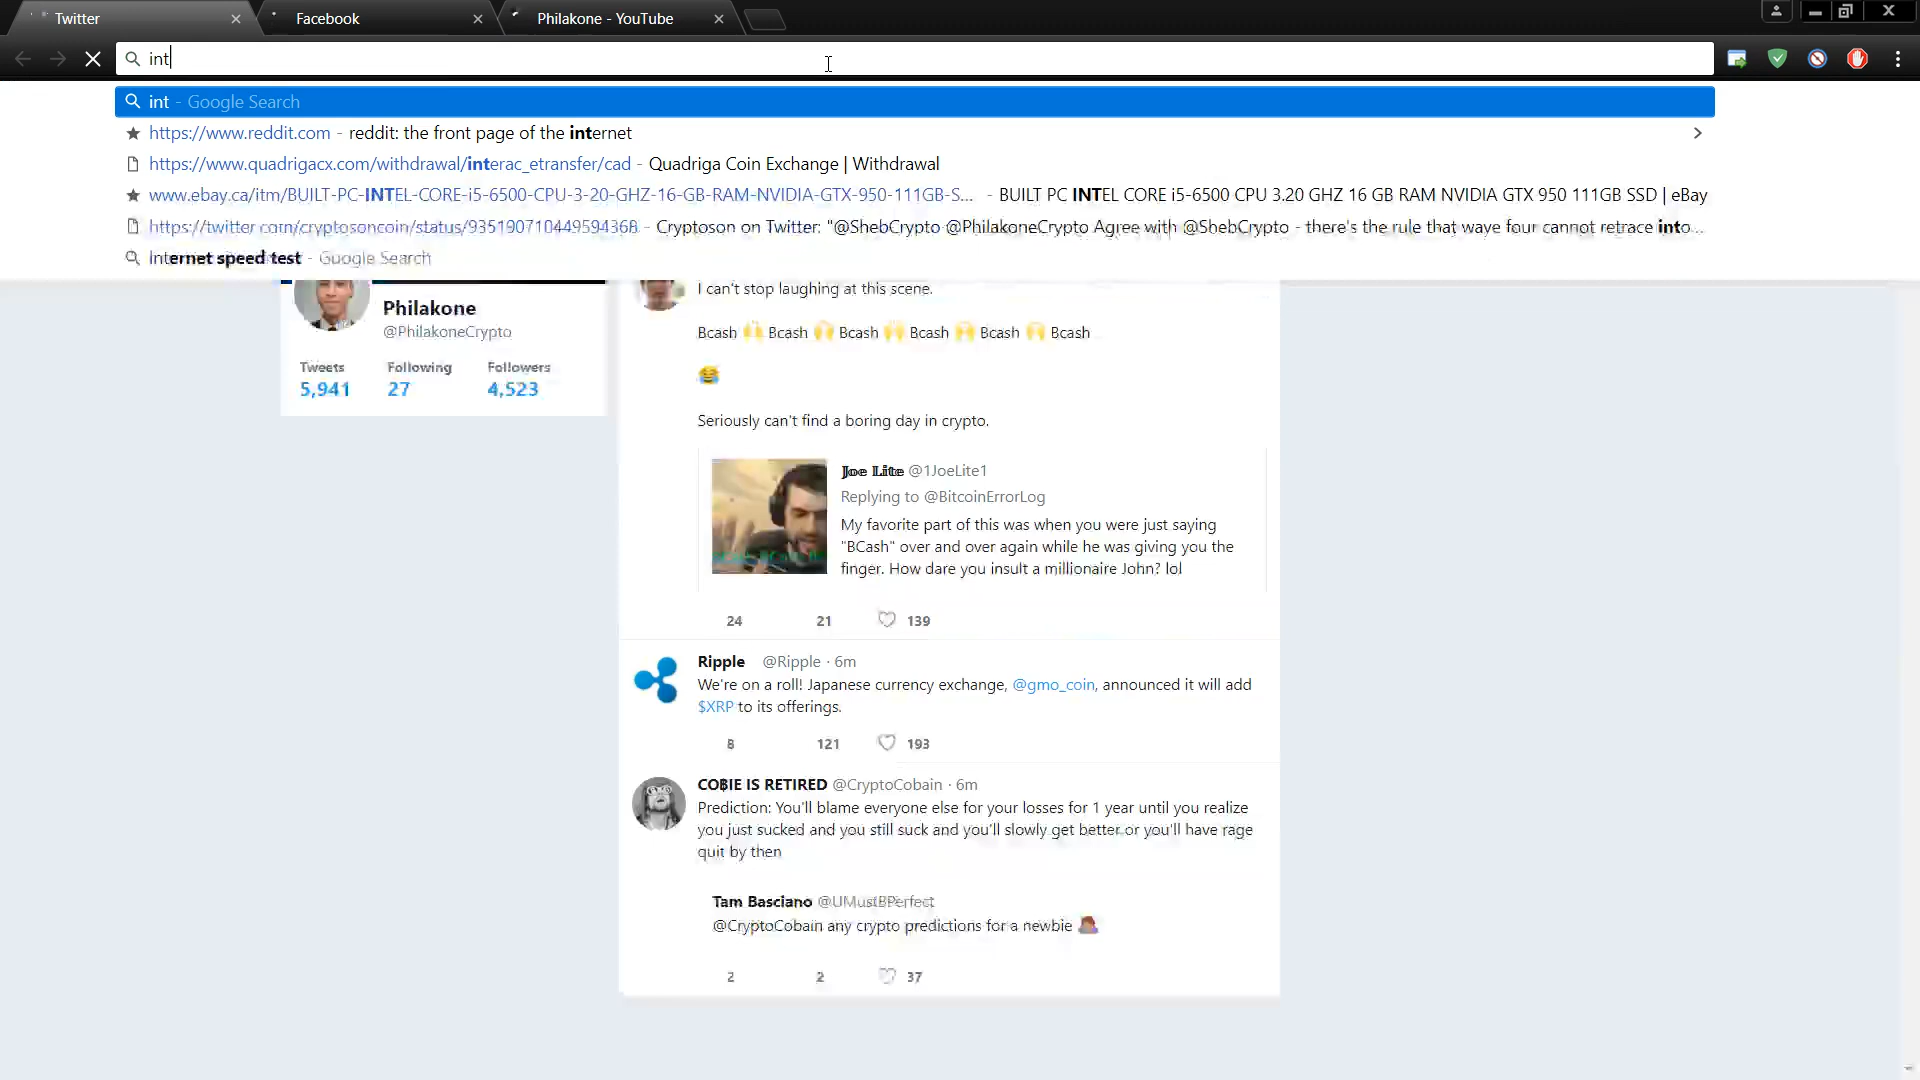 Twitter
Facebook
Philakone - YouTube
int
int - Google Search
https://www.reddit.com - reddit: the front page of the internet
https://www.quadrigacx.com/withdrawal/interac_etransfer/cad - Quadriga Coin Exchange | Withdrawal
www.ebay.ca/itm/BUILT-PC-INTEL-CORE-i5-6500-CPU-3-20-GHZ-16-GB-RAM-NVIDIA-GTX-950-111GB-S... - BUILT PC INTEL CORE i5-6500 CPU 3.20 GHZ 16 GB RAM NVIDIA GTX 950 111GB SSD | eBay
https://twitter.com/cryptosoncoin/status/935190710449594368 - Cryptoson on Twitter: "@ShebCrypto @PhilakoneCrypto Agree with @ShebCrypto - there's the rule that wave four cannot retrace into...
internet speed test - Google Search
Philakone
@PhilakoneCrypto
Tweets Following Followers
5,941 27 4,523
I can't stop laughing at this scene.
Bcash 🙌 Bcash 🙌 Bcash 🙌 Bcash 🙌 Bcash 🙌 Bcash
😂
Seriously can't find a boring day in crypto.
Joe Lite @1JoeLite1
Replying to @BitcoinErrorLog
My favorite part of this was when you were just saying
"BCash" over and over again while he was giving you the
finger. How dare you insult a millionaire John? lol
24 21 139
Ripple @Ripple · 6m
We're on a roll! Japanese currency exchange, @gmo_coin, announced it will add
$XRP to its offerings.
8 121 193
COBIE IS RETIRED @CryptoCobain · 6m
Prediction: You'll blame everyone else for your losses for 1 year until you realize
you just sucked and you still suck and you'll slowly get better or you'll have rage
quit by then
Tam Basciano @UMustBPerfect
@CryptoCobain any crypto predictions for a newbie
2 2 37